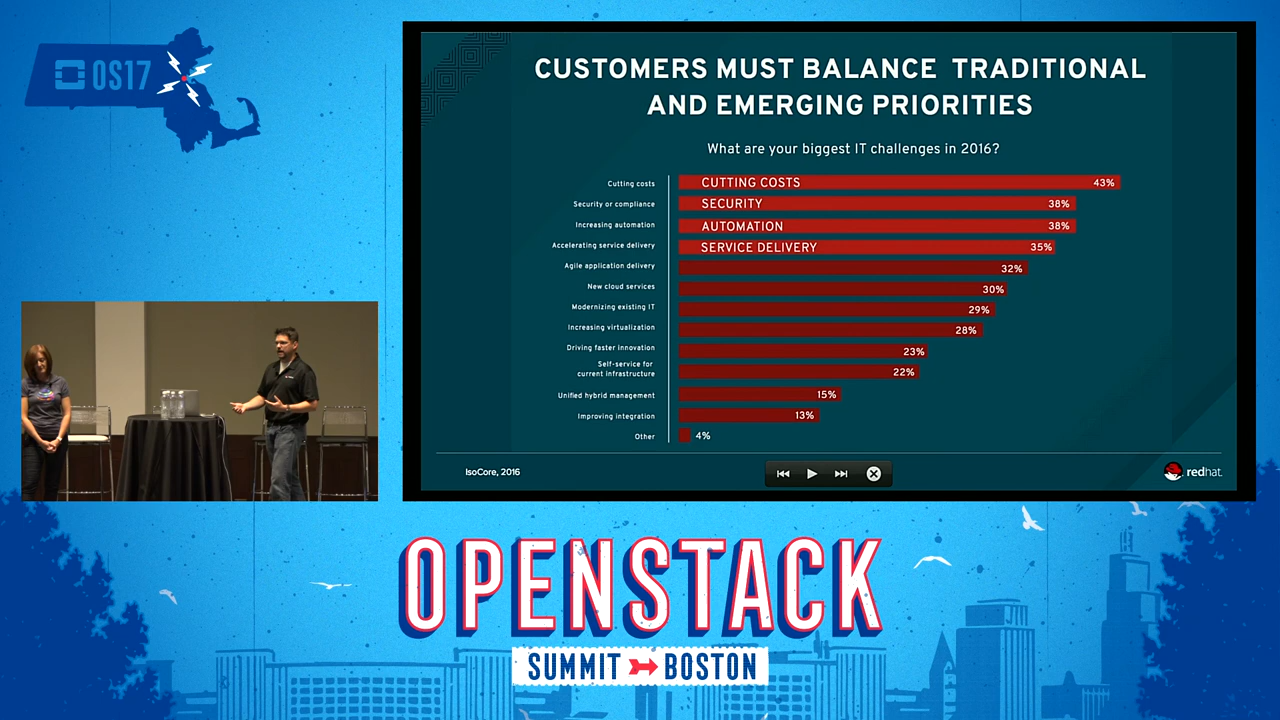 OS17
CUSTOMERS MUST BALANCE TRADITIONAL
AND EMERGING PRIORITIES
What are your biggest IT challenges in 2016?
Cutting costs CUTTING COSTS 43%
Security or compliance SECURITY 38%
Increasing automation AUTOMATION 38%
Accelerating service delivery SERVICE DELIVERY 35%
Agile application delivery 32%
New cloud services 30%
Modernizing existing IT 29%
Increasing virtualization 28%
Driving faster innovation 23%
Self-service for
current infrastructure 22%
Unified hybrid management 15%
Improving integration 13%
Other 4%
IsoCore, 2016
redhat.
OPENSTACK
SUMMIT BOSTON